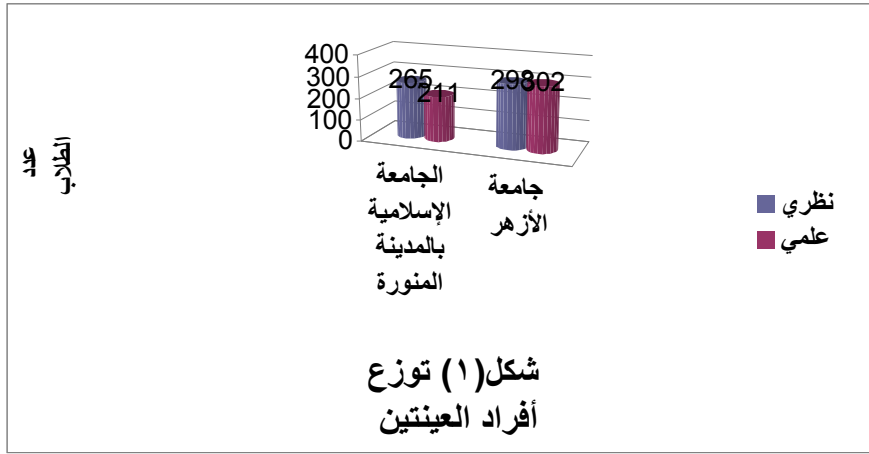 400
300
200
100
0
265
211
298
302
عدد
الطلاب
الجامعة
الإسلامية
بالمدينة
المنورة
جامعة
الأزهر
نظري
علمي
شكل(١) توزع
أفراد العينتين